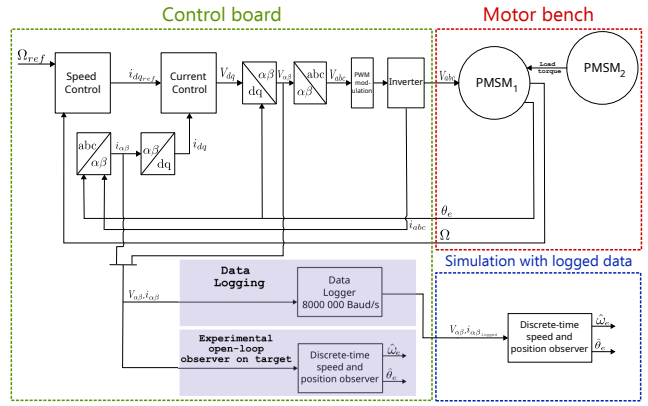 Control board
Motor bench
Ω_ref
Speed
Control
i_dq_ref
Current
Control
V_dq
αβ
dq
V_αβ
abc
αβ
V_abc
PWM
mod-
ulation
Inverter
V_abc
PMSM_1
Load
torque
PMSM_2
abc
αβ
i_αβ
αβ
dq
i_dq
θ_e
i_abc
Ω
Simulation with logged data
Data
Logging
Data
Logger
8000 000 Baud/s
V_αβ,i_αβ
V_αβ,i_αβ_Logged
Discrete-time
speed and
position observer
ω̂_e
θ̂_e
Experimental
open-loop
observer on target
Discrete-time
speed and
position observer
ω̂_e
θ̂_e